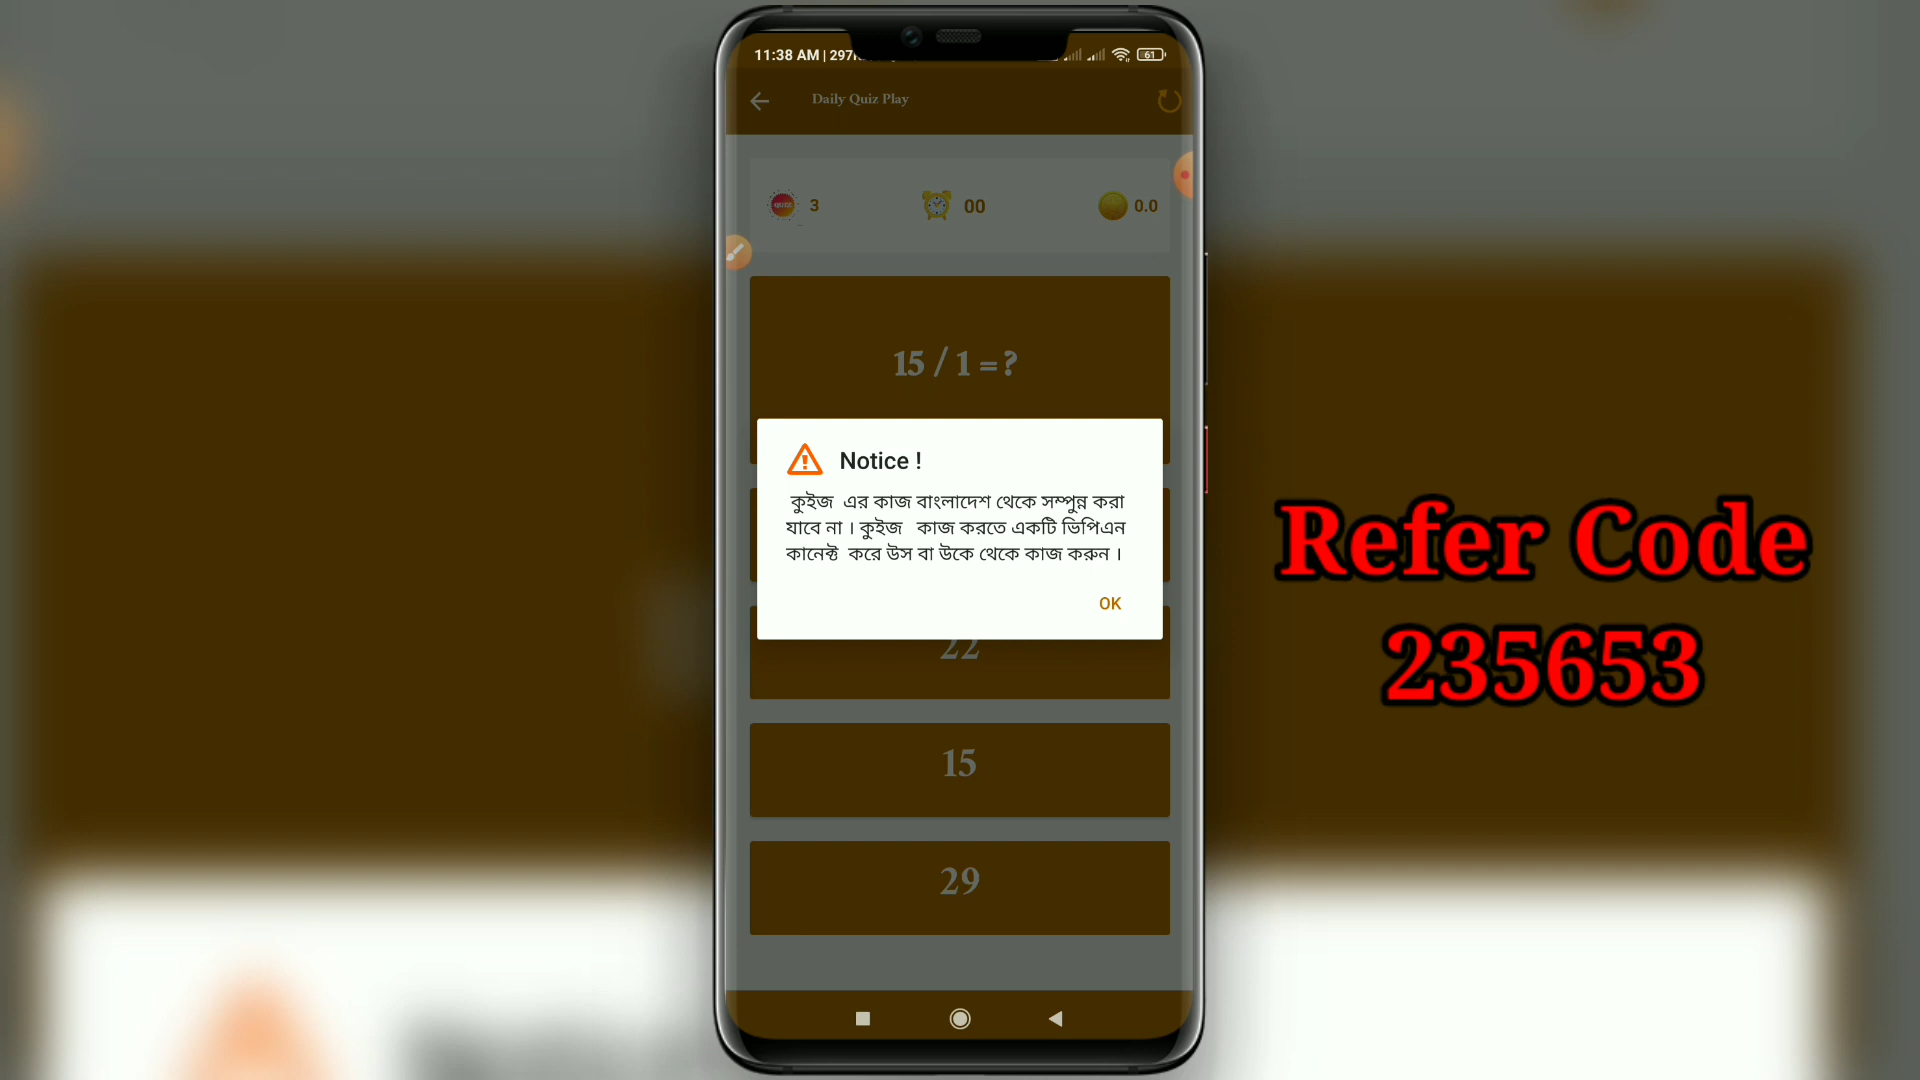 11:38 AM | 297
Daily Quiz Play
QUIZ 3 00 0.0
15 / 1 = ?
Notice !
কুইজ এর কাজ বাংলাদেশ থেকে সম্পুন্ন করা
যাবে না । কুইজ কাজ করতে একটি ভিপিএন
কানেক্ট করে উস বা উকে থেকে কাজ করুন ।
OK
22
15
29
Refer Code
235653